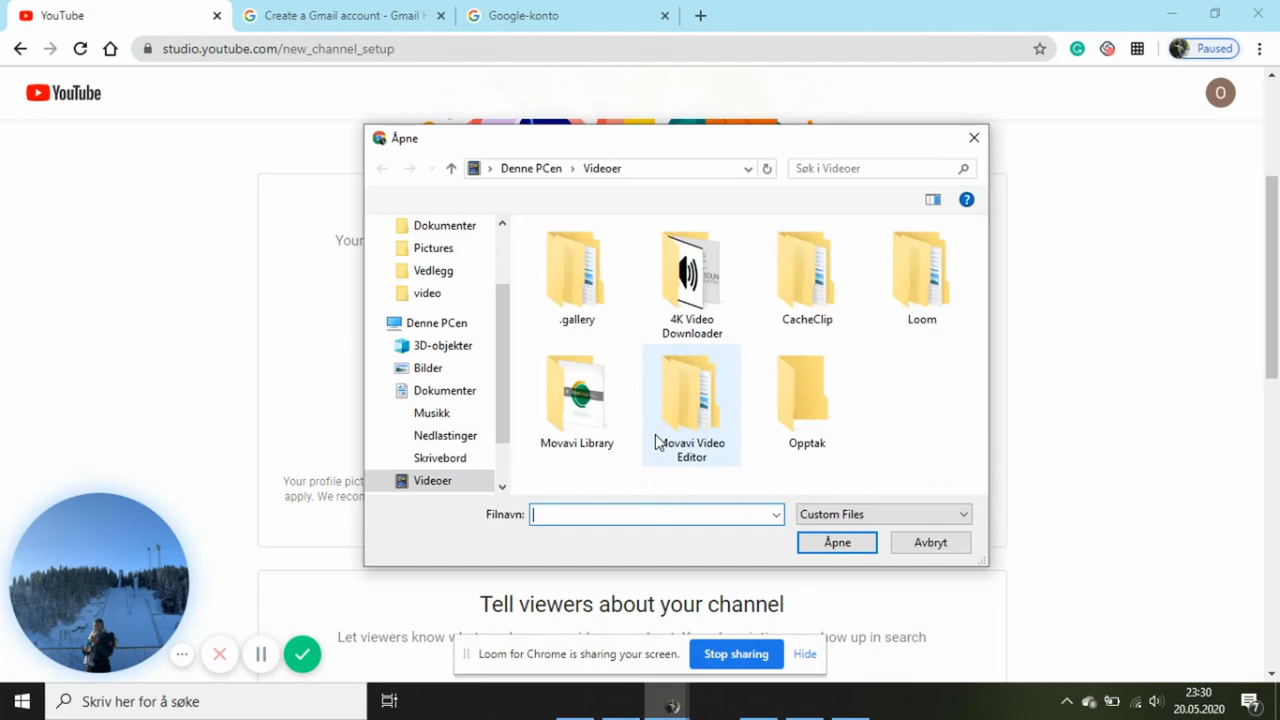 YouTube
Create a Gmail account - Gmail H
Google-konto
studio.youtube.com/new_channel_setup
Paused
YouTube
O
Åpne
Denne PCen
Videoer
Søk i Videoer
?
Dokumenter
Pictures
Vedlegg
video
Denne PCen
3D-objekter
Bilder
Dokumenter
Musikk
Nedlastinger
Skrivebord
Videoer
.gallery
4K Video
Downloader
CacheClip
Loom
Movavi Library
Movavi Video
Editor
Opptak
Filnavn:
Custom Files
Åpne
Avbryt
Your
Your profile pict
apply. We recon
Tell viewers about your channel
Let viewers know
how up in search
Loom for Chrome is sharing your screen.
Stop sharing
Hide
Skriv her for å søke
23:30
20.05.2020
7